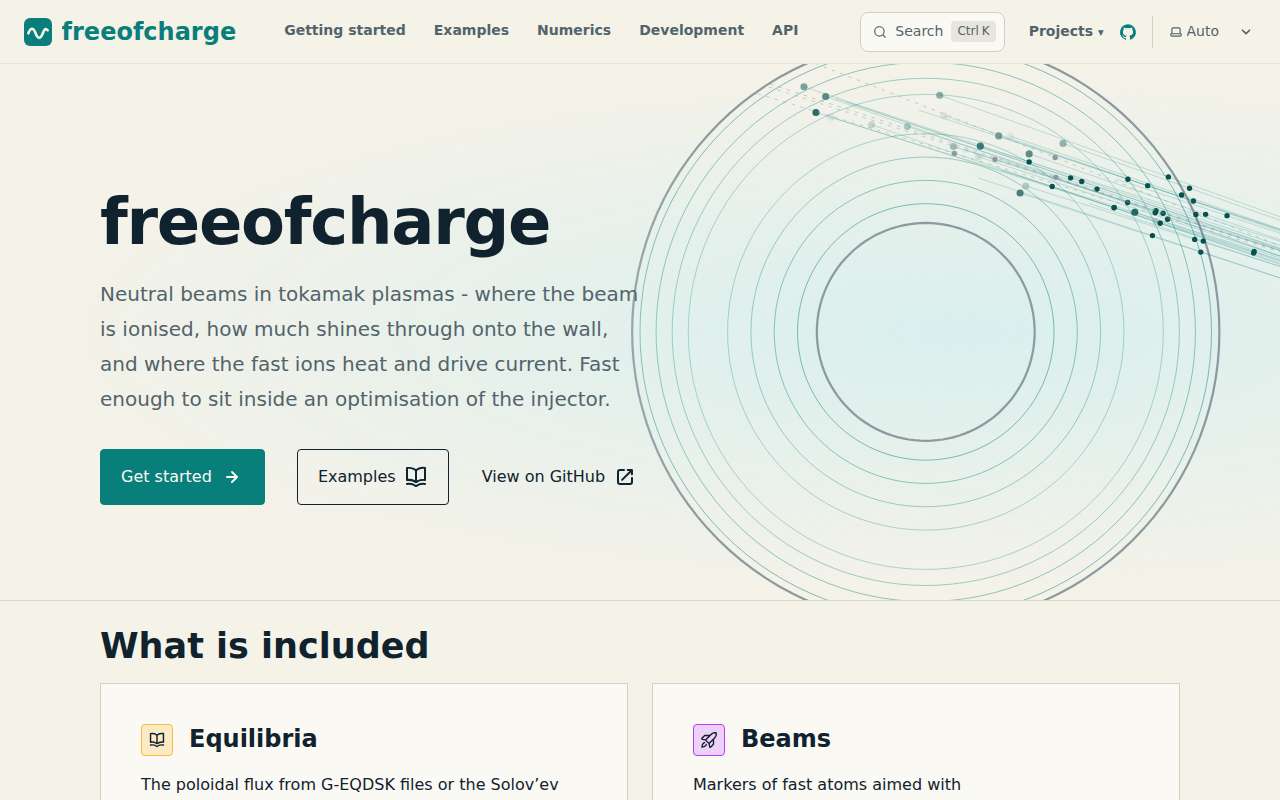 freeofcharge
Getting started
Examples
Numerics
Development
API
Search
Ctrl K
Projects ▾
Auto
freeofcharge
Neutral beams in tokamak plasmas - where the beam
is ionised, how much shines through onto the wall,
and where the fast ions heat and drive current. Fast
enough to sit inside an optimisation of the injector.
Get started
Examples
View on GitHub
What is included
Equilibria
The poloidal flux from G-EQDSK files or the Solov’ev
Beams
Markers of fast atoms aimed with